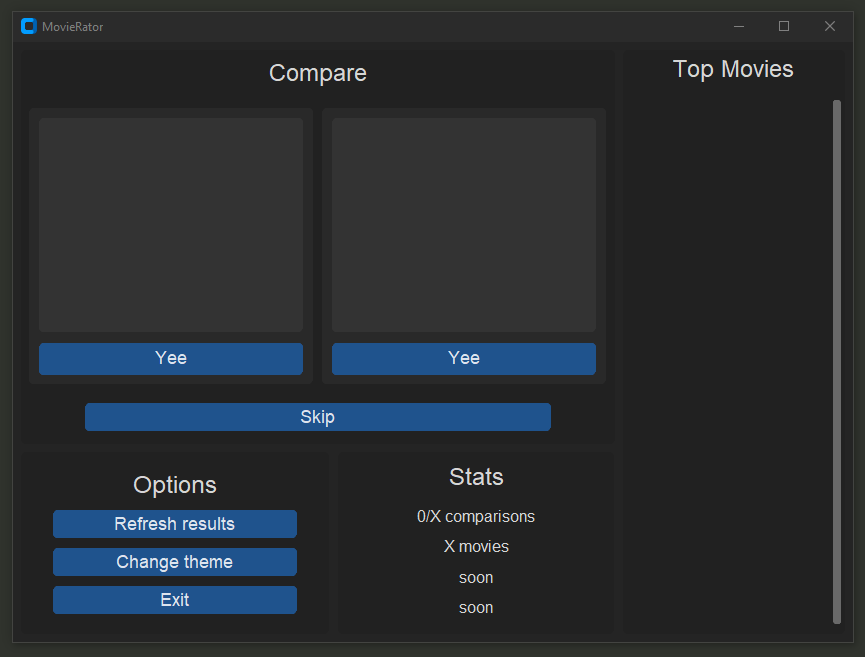 MovieRator
Compare
Yee
Yee
Skip
Top Movies
Options
Refresh results
Change theme
Exit
Stats
0/X comparisons
X movies
soon
soon